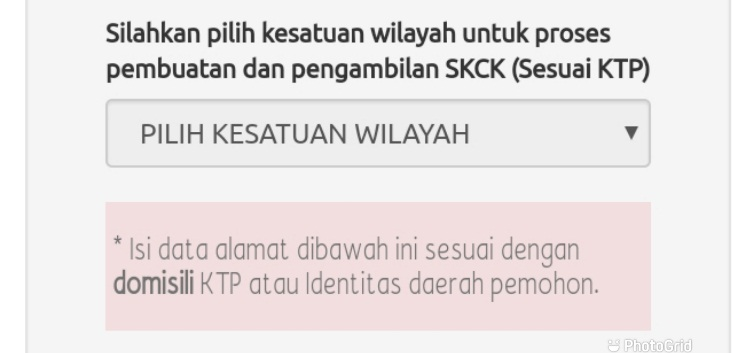 Silahkan pilih kesatuan wilayah untuk proses
pembuatan dan pengambilan SKCK (Sesuai KTP)
PILIH KESATUAN WILAYAH
* Isi data alamat dibawah ini sesuai dengan
domisili KTP atau Identitas daerah pemohon.
PhotoGrid